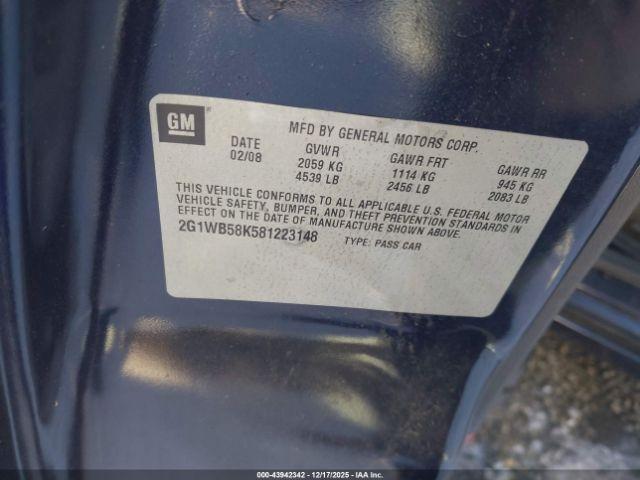 GM
MFD BY GENERAL MOTORS CORP.
DATE GVWR GAWR FRT GAWR RR
02/08 2059 KG 1114 KG 945 KG
4539 LB 2456 LB 2083 LB
THIS VEHICLE CONFORMS TO ALL APPLICABLE U.S. FEDERAL MOTOR
VEHICLE SAFETY, BUMPER, AND THEFT PREVENTION STANDARDS IN
EFFECT ON THE DATE OF MANUFACTURE SHOWN ABOVE.
2G1WB58K581223148 TYPE: PASS CAR
000-43942342 - 12/17/2025 - IAA Inc.